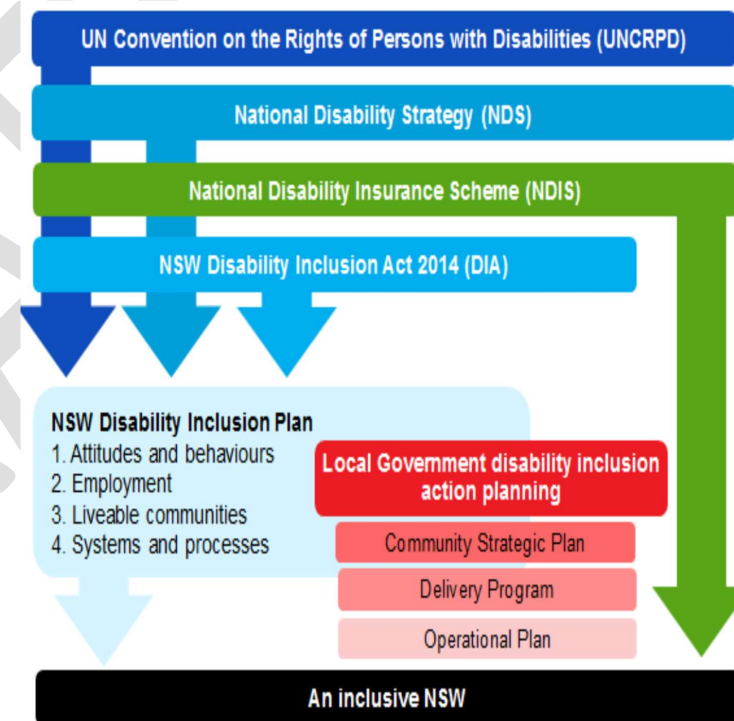 UN Convention on the Rights of Persons with Disabilities (UNCRPD)
National Disability Strategy (NDS)
National Disability Insurance Scheme (NDIS)
NSW Disability Inclusion Act 2014 (DIA)
NSW Disability Inclusion Plan
1. Attitudes and behaviours
2. Employment
3. Liveable communities
4. Systems and processes
Local Government disability inclusion
action planning
Community Strategic Plan
Delivery Program
Operational Plan
An inclusive NSW